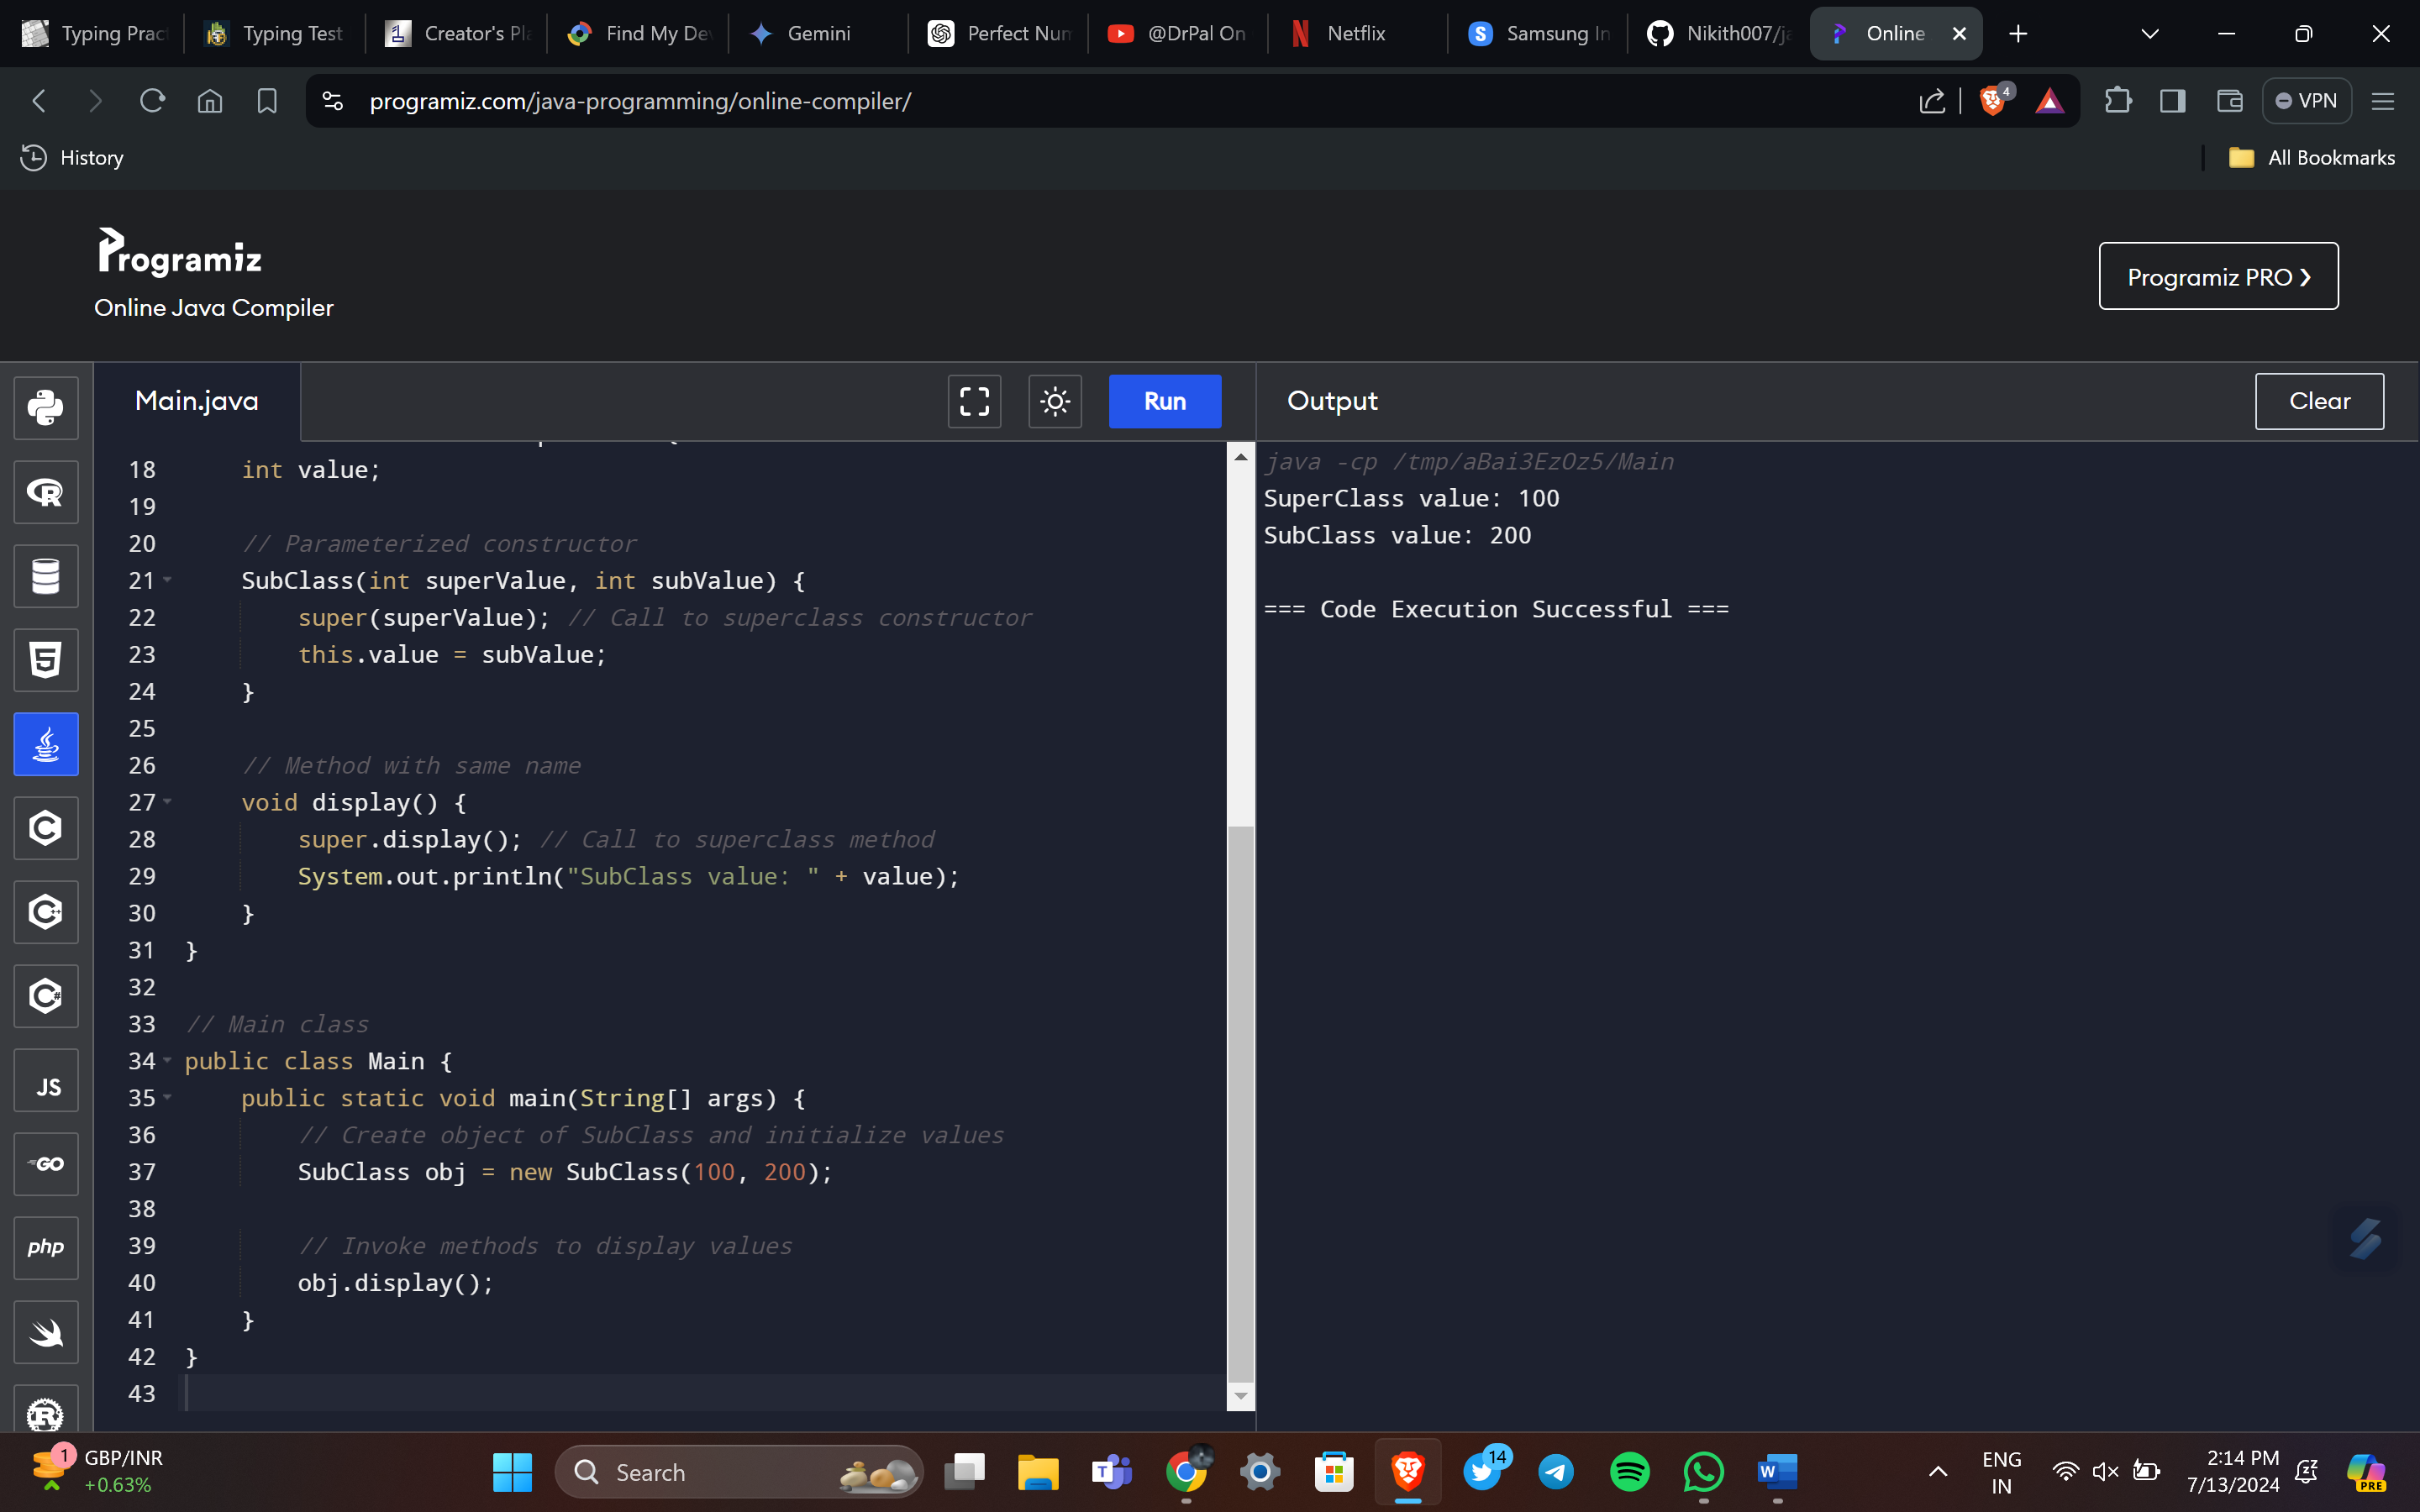 Typing Prac
Typing Test
Creator's Pl
Find My De
Gemini
Perfect Num
@DrPal On
Netflix
Samsung In
Nikith007/ja
Online
programiz.com/java-programming/online-compiler/
4
VPN
History
All Bookmarks
Programiz
Online Java Compiler
Programiz PRO ❯
Main.java
Run
Output
Clear
18 int value;
19
20 // Parameterized constructor
21 SubClass(int superValue, int subValue) {
22 super(superValue); // Call to superclass constructor
23 this.value = subValue;
24 }
25
26 // Method with same name
27 void display() {
28 super.display(); // Call to superclass method
29 System.out.println("SubClass value: " + value);
30 }
31 }
32
33 // Main class
34 public class Main {
35 public static void main(String[] args) {
36 // Create object of SubClass and initialize values
37 SubClass obj = new SubClass(100, 200);
38
39 // Invoke methods to display values
40 obj.display();
41 }
42 }
43
java -cp /tmp/aBai3EzOz5/Main
SuperClass value: 100
SubClass value: 200
=== Code Execution Successful ===
R
5
C
C++
C#
JS
GO
php
R
1
GBP/INR
+0.63%
Search
T
14
W
ENG
IN
2:14 PM
7/13/2024
PRE